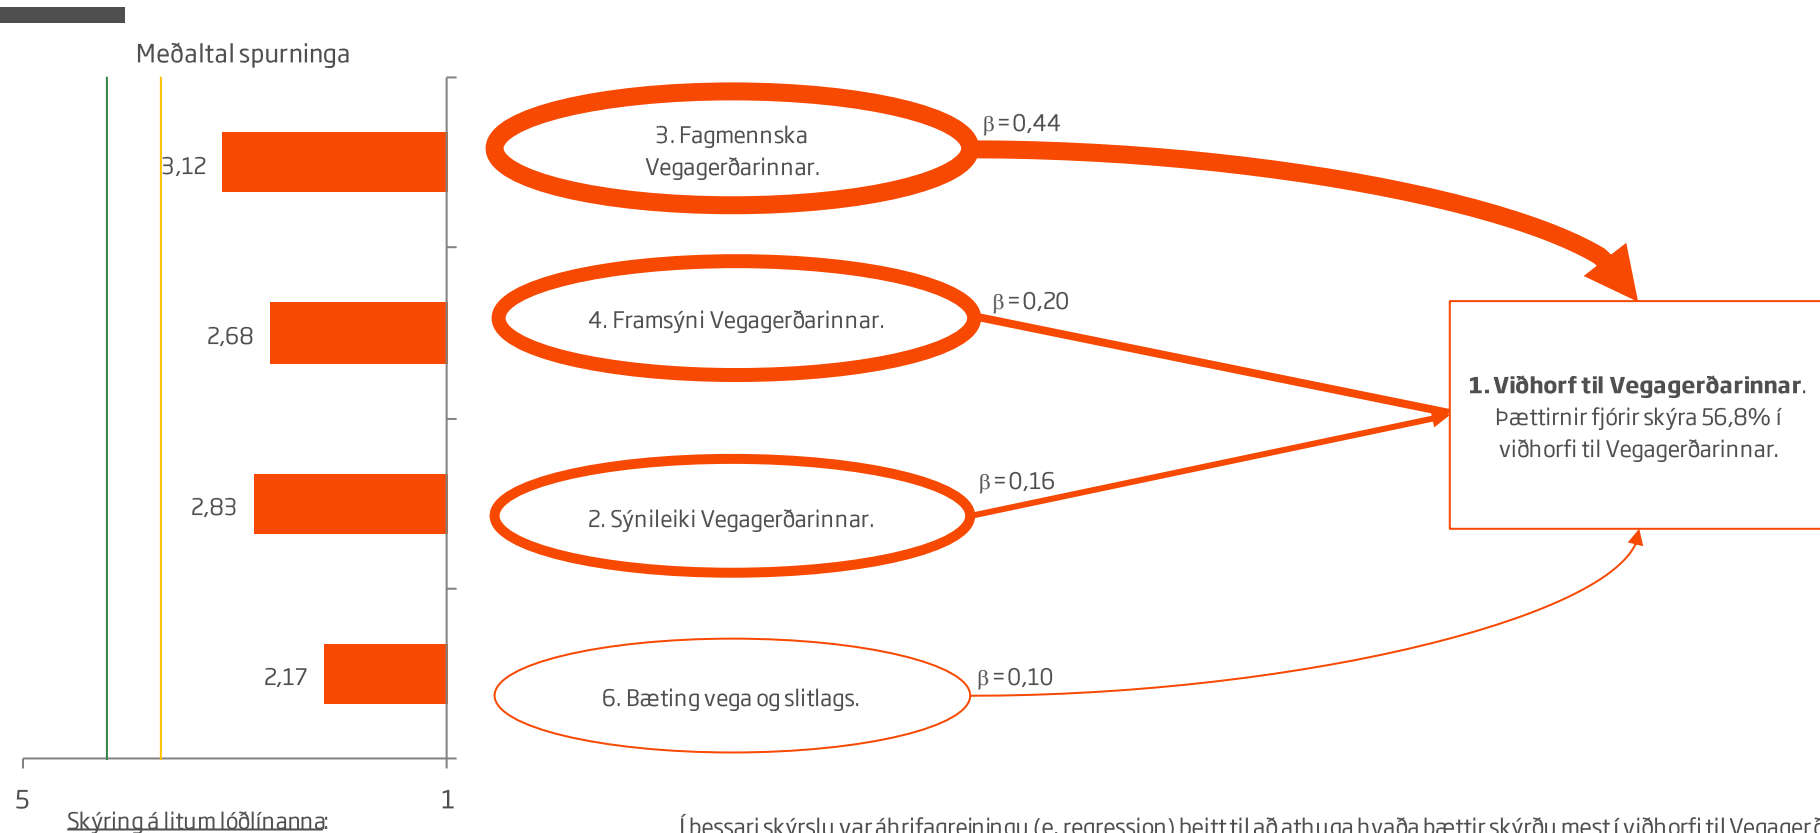 Meðaltal spurninga
3,12
2,68
2,83
2,17
5
1
Skýring á litum lóðlínanna:
3. Fagmennska
Vegagerðarinnar.
β=0,44
4. Framsýni Vegagerðarinnar.
β=0,20
2. Sýnileiki Vegagerðarinnar.
β=0,16
6. Bæting vega og slitlags.
β=0,10
1. Viðhorf til Vegagerðarinnar.
Þættirnir fjórir skýra 56,8% í
viðhorfi til Vegagerðarinnar.
Í þessari skýrslu var áhrifagreiningu (e. regression) beitt til að athuga hvaða þættir skýrðu mest í viðhorfi til